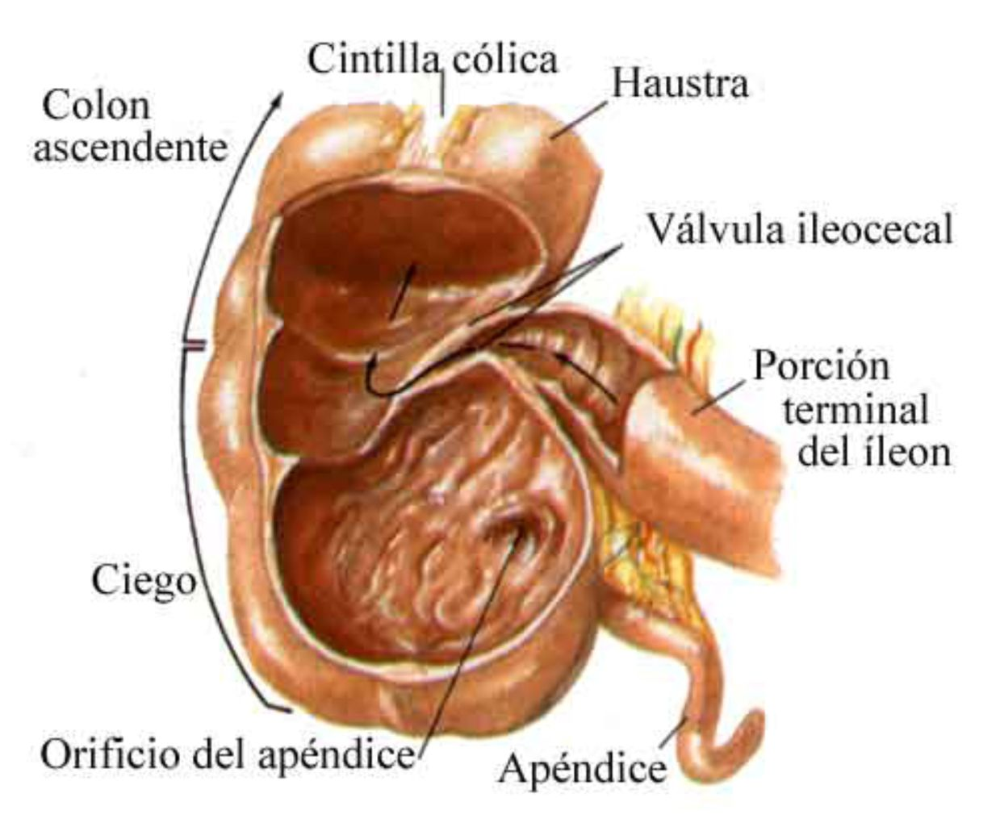 Cintilla cólica
Haustra
Colon
ascendente
Válvula ileocecal
Porción
terminal
del íleon
Ciego
Orificio del apéndice
Apéndice